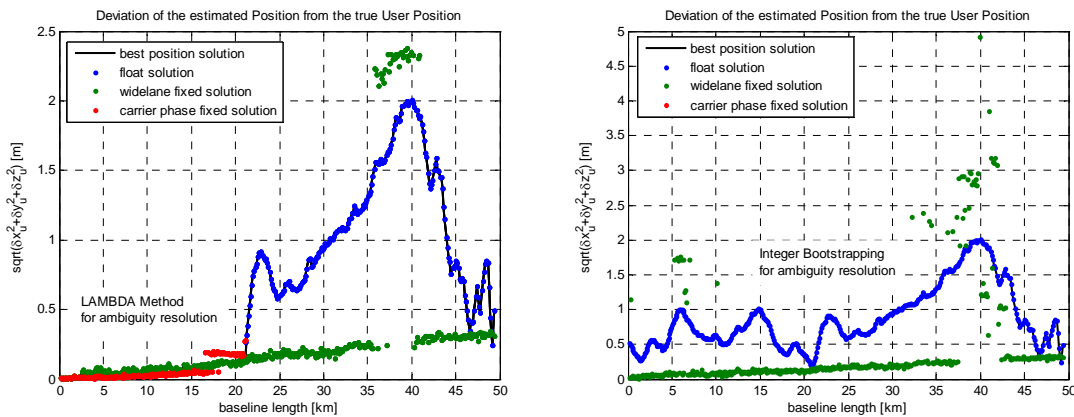 Deviation of the estimated Position from the true User Position
2.5
2
1.5
1
0.5
0
sqrt(δx_u^2+δy_u^2+δz_u^2) [m]
best position solution
float solution
widelane fixed solution
carrier phase fixed solution
LAMBDA Method
for ambiguity resolution
0 5 10 15 20 25 30 35 40 45 50
baseline length [km]
Deviation of the estimated Position from the true User Position
5
4.5
4
3.5
3
2.5
2
1.5
1
0.5
0
sqrt(δx_u^2+δy_u^2+δz_u^2) [m]
best position solution
float solution
widelane fixed solution
carrier phase fixed solution
Integer Bootstrapping
for ambiguity resolution
0 5 10 15 20 25 30 35 40 45 50
baseline length [km]